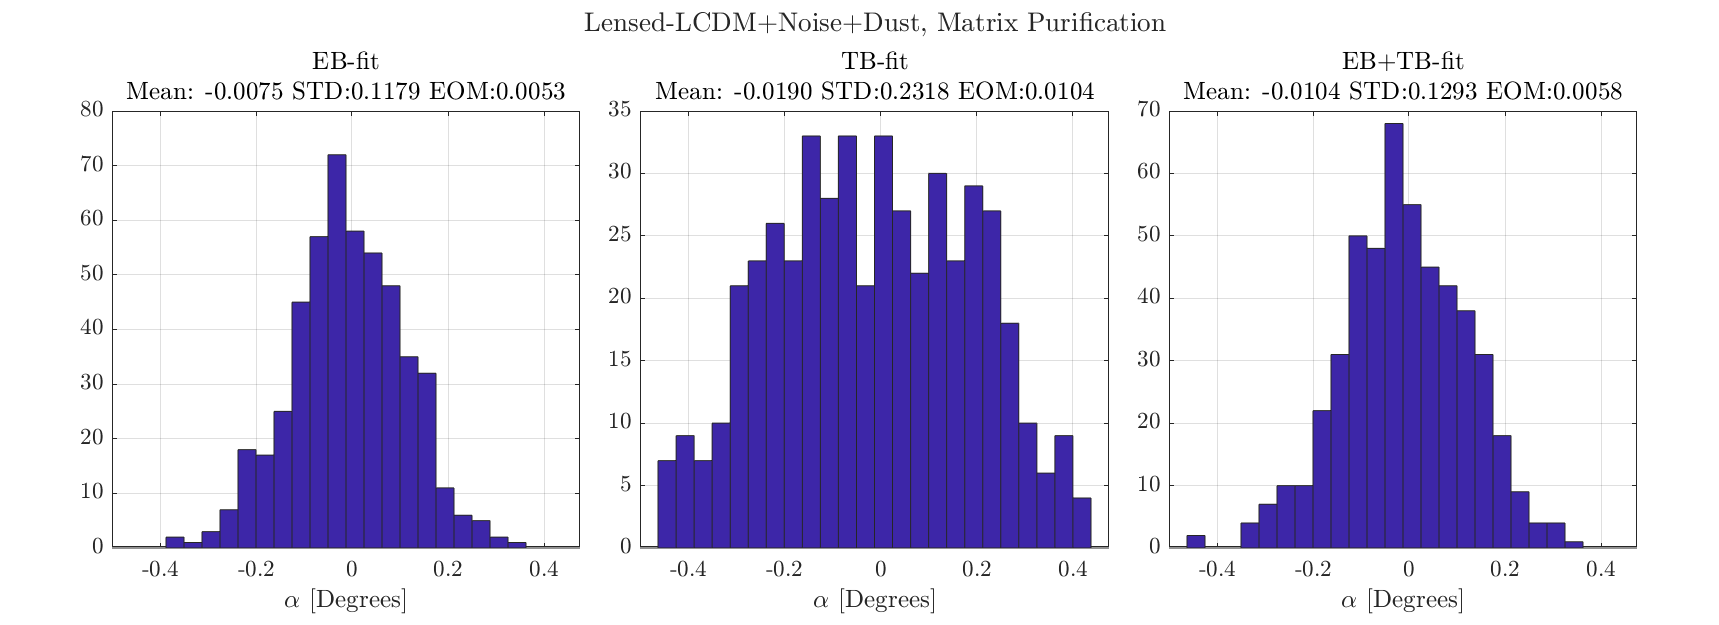 Lensed-LCDM+Noise+Dust, Matrix Purification
EB-fit
Mean: -0.0075 STD:0.1179 EOM:0.0053
80
70
60
50
40
30
20
10
0
-0.4 -0.2 0 0.2 0.4
α [Degrees]
TB-fit
Mean: -0.0190 STD:0.2318 EOM:0.0104
35
30
25
20
15
10
5
0
-0.4 -0.2 0 0.2 0.4
α [Degrees]
EB+TB-fit
Mean: -0.0104 STD:0.1293 EOM:0.0058
70
60
50
40
30
20
10
0
-0.4 -0.2 0 0.2 0.4
α [Degrees]